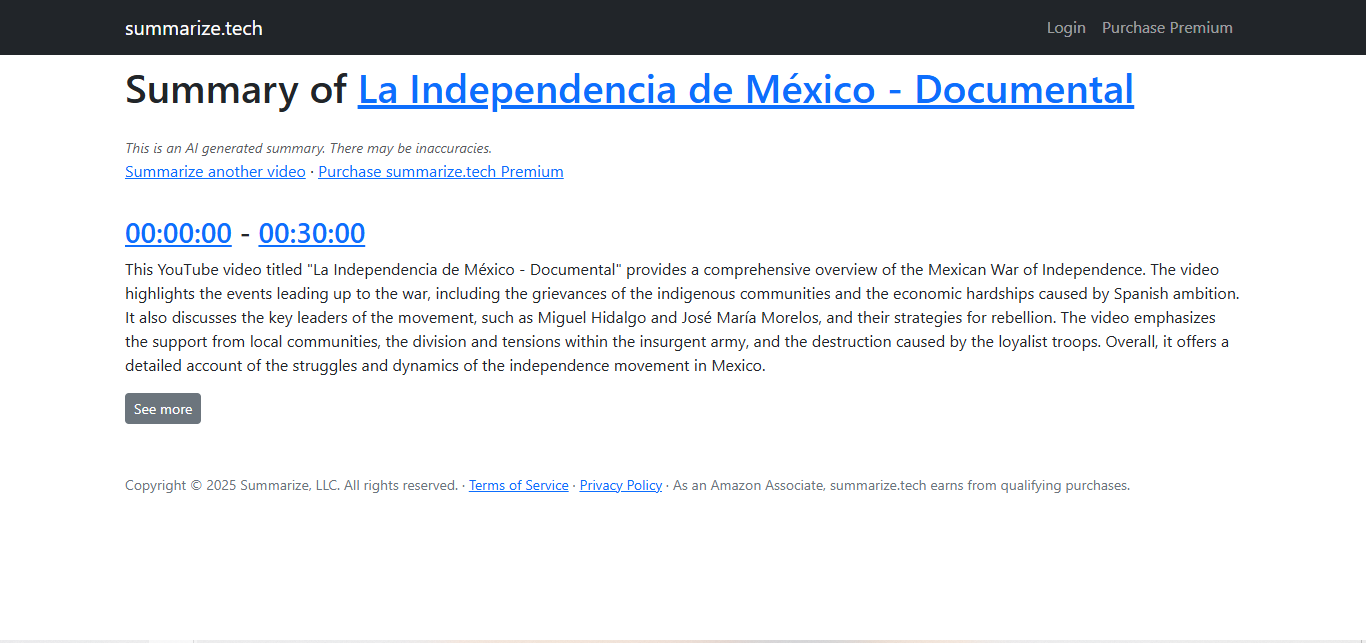 summarize.tech
Login
Purchase Premium
Summary of La Independencia de México - Documental
This is an AI generated summary. There may be inaccuracies.
Summarize another video · Purchase summarize.tech Premium
00:00:00 - 00:30:00
This YouTube video titled "La Independencia de México - Documental" provides a comprehensive overview of the Mexican War of Independence. The video
highlights the events leading up to the war, including the grievances of the indigenous communities and the economic hardships caused by Spanish ambition.
It also discusses the key leaders of the movement, such as Miguel Hidalgo and José María Morelos, and their strategies for rebellion. The video emphasizes
the support from local communities, the division and tensions within the insurgent army, and the destruction caused by the loyalist troops. Overall, it offers a
detailed account of the struggles and dynamics of the independence movement in Mexico.
See more
Copyright © 2025 Summarize, LLC. All rights reserved. · Terms of Service · Privacy Policy · As an Amazon Associate, summarize.tech earns from qualifying purchases.